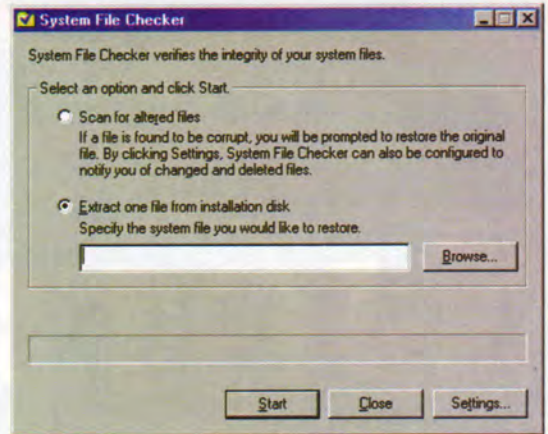 System File Checker
System File Checker verifies the integrity of your system files.
Select an option and click Start.
Scan for altered files
If a file is found to be corrupt, you will be prompted to restore the original
file. By clicking Settings, System File Checker can also be configured to
notify you of changed and deleted files.
Extract one file from installation disk
Specify the system file you would like to restore.
Browse...
Start
Close
Settings...